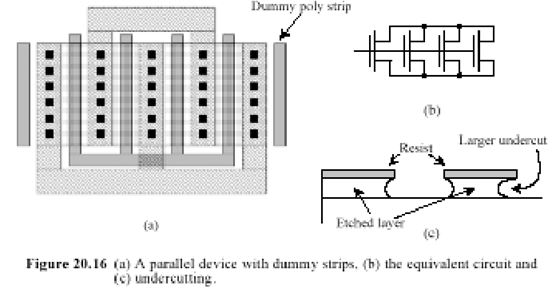 Dummy poly strip
(b)
Resist
Larger undercut
Etched layer
(c)
(a)
Figure 20.16 (a) A parallel device with dummy strips, (b) the equivalent circuit and
(c) undercutting.